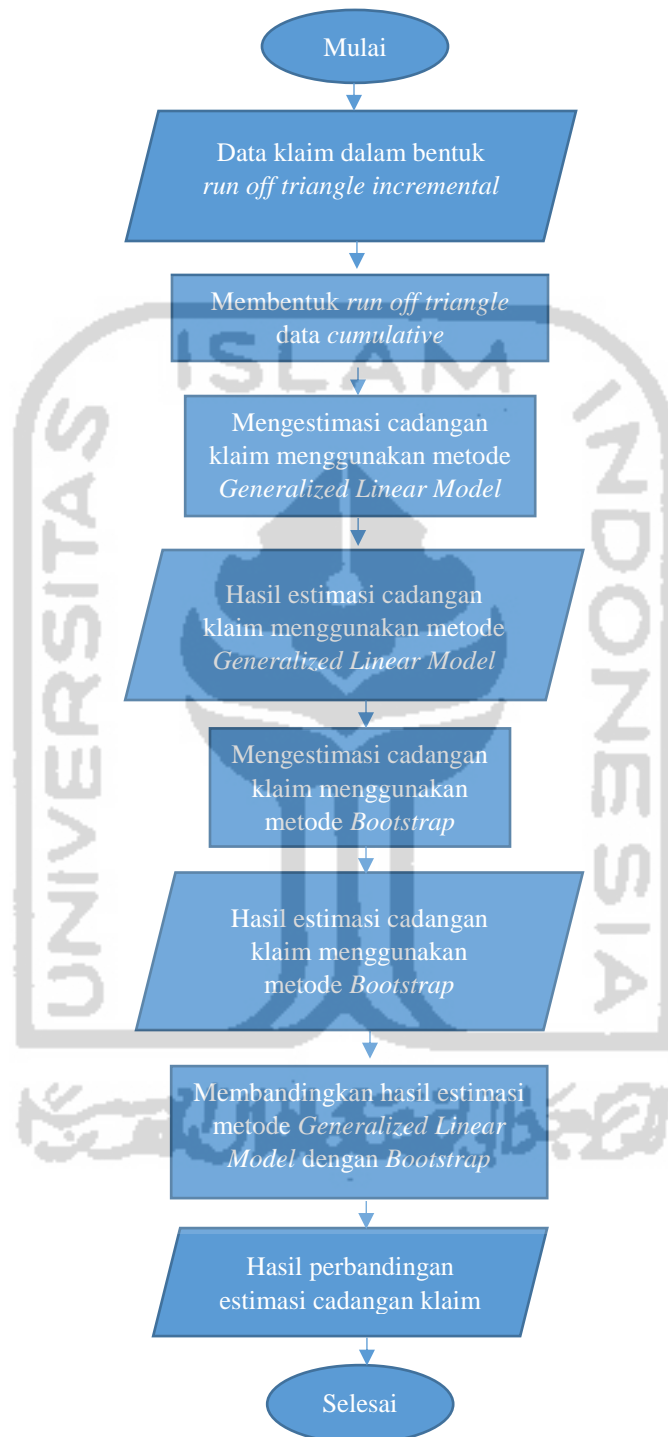 Mulai
Data klaim dalam bentuk
run off triangle incremental
Membentuk run off triangle
data cumulative
Mengestimasi cadangan
klaim menggunakan metode
Generalized Linear Model
Hasil estimasi cadangan
klaim menggunakan metode
Generalized Linear Model
Mengestimasi cadangan
klaim menggunakan
metode Bootstrap
Hasil estimasi cadangan
klaim menggunakan
metode Bootstrap
Membandingkan hasil estimasi
metode Generalized Linear
Model dengan Bootstrap
Hasil perbandingan
estimasi cadangan klaim
Selesai
UNIVERSITAS
ISLAM
INDONESIA